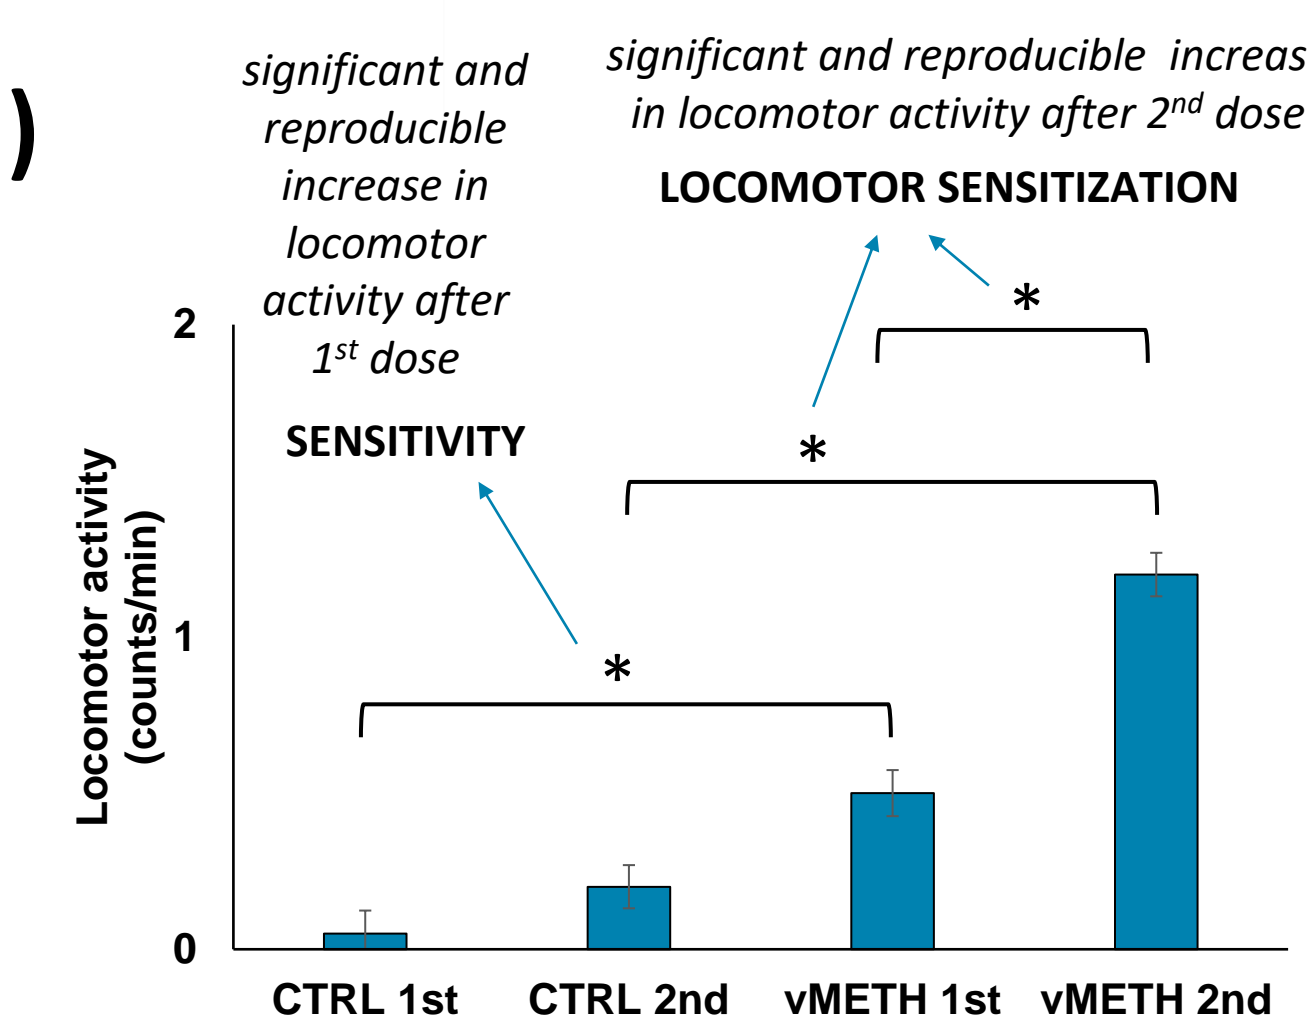 )
significant and
reproducible
increase in
locomotor
activity after
1st dose
SENSITIVITY
significant and reproducible increas
in locomotor activity after 2nd dose
LOCOMOTOR SENSITIZATION
*
*
*
Locomotor activity
(counts/min)
2
1
0
CTRL 1st
CTRL 2nd
vMETH 1st
vMETH 2nd